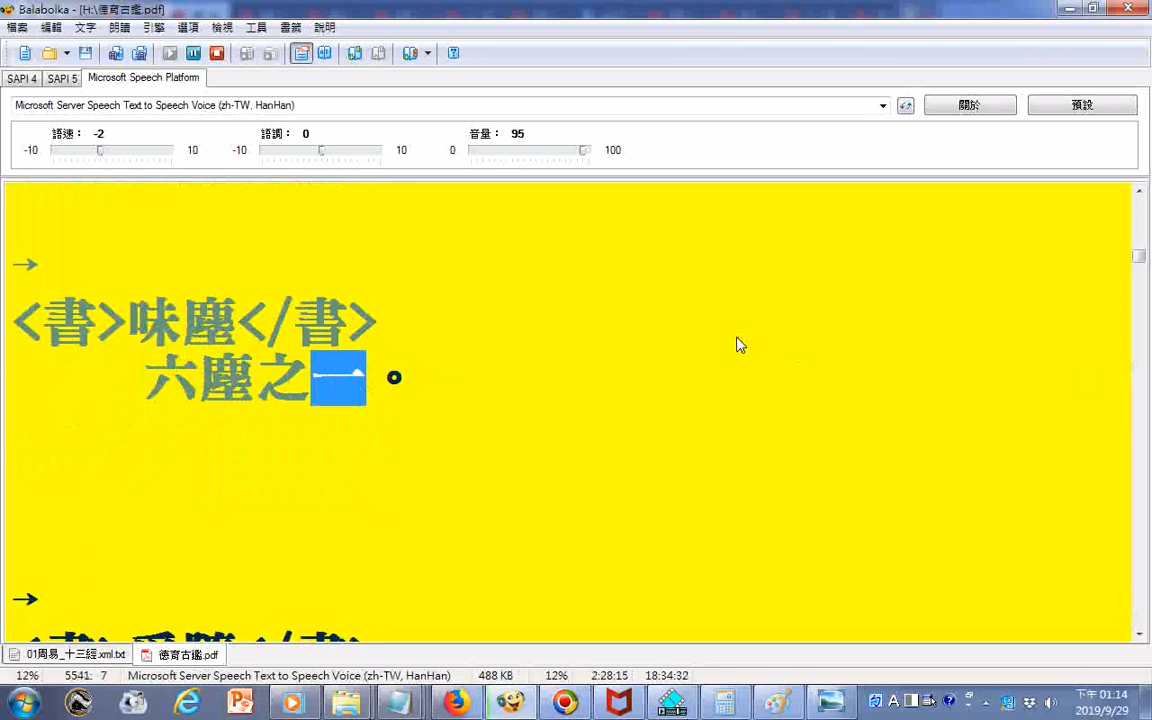 Balabolka - [H:\德育古鑑.pdf]
檔案 編輯 文字 朗讀 引擎 選項 檢視 工具 書籤 說明
SAPI 4 SAPI 5 Microsoft Speech Platform
Microsoft Server Speech Text to Speech Voice (zh-TW, HanHan) 關於 預設
語速： -2 語調： 0 音量： 95
-10 10 -10 10 0 100
→
<書>味塵</書>
六塵之一。
→
01周易_十三經.xml.txt 德育古鑑.pdf
12% 5541: 7 Microsoft Server Speech Text to Speech Voice (zh-TW, HanHan) 488 KB 12% 2:28:15 18:34:32
下午 01:14
2019/9/29